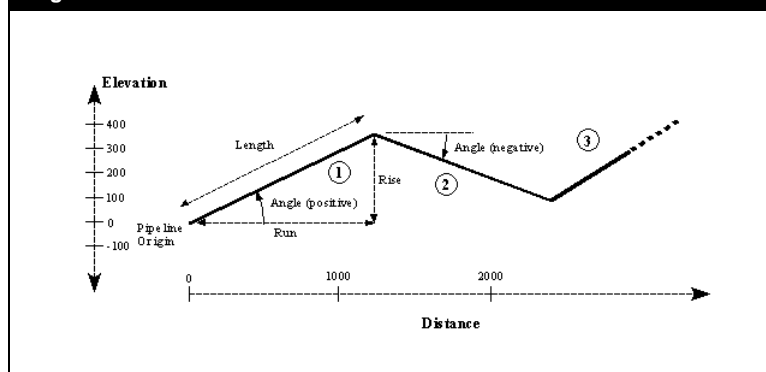 Elevation
400
300
200
100
0
-100
Length
1
Angle (positive)
Rise
Run
Pipeline
Origin
Angle (negative)
2
3
0
1000
2000
Distance